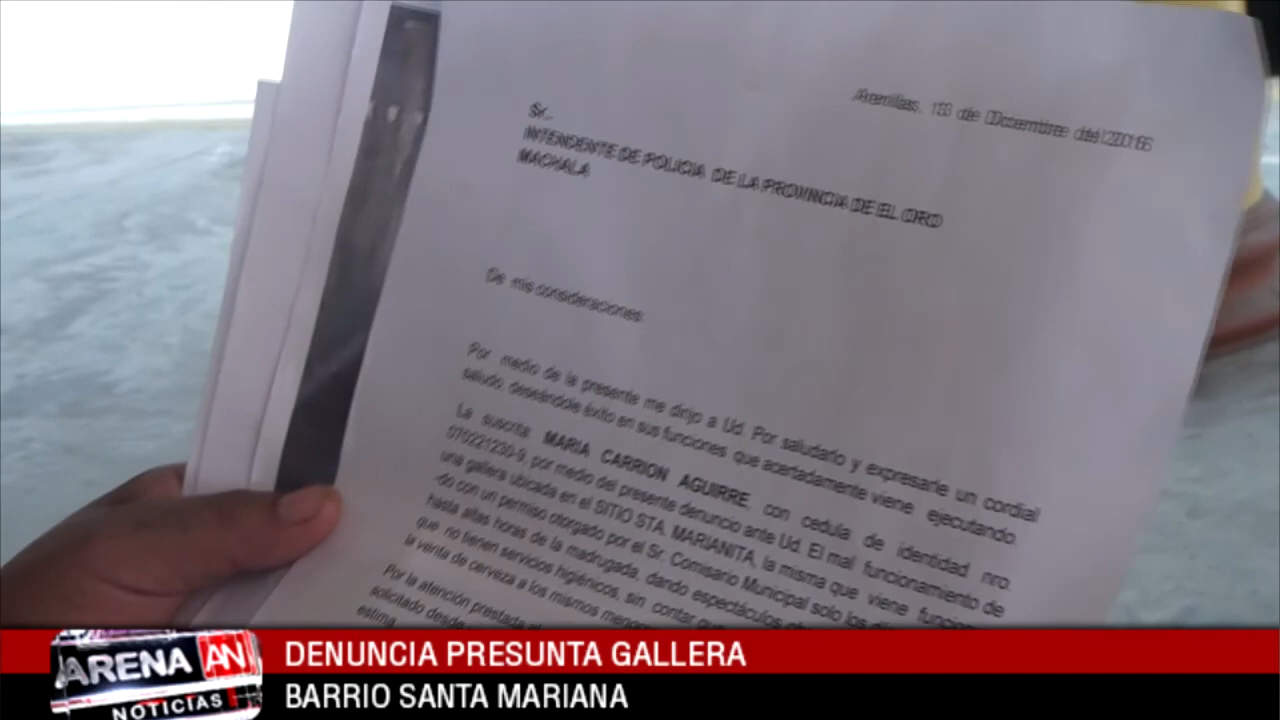 Arenillas, 13 de Diciembre del 2016
Sr.
INTENDENTE DE POLICIA DE LA PROVINCIA DE EL ORO
MACHALA
De mis consideraciones:
Por medio de la presente me dirijo a Ud. Por saludarlo y expresarle un cordial
saludo deseándole éxito en sus funciones que acertadamente viene ejecutando.
La suscrita MARIA CARRION AGUIRRE, con cedula de identidad nro.
070221230-9, por medio del presente denuncio ante Ud. El mal funcionamiento de
una gallera ubicada en el SITIO STA. MARIANITA, la misma que viene funciona
-do con un permiso otorgado por el Sr. Comisario Municipal solo los
hasta altas horas de la madrugada, dando espectáculos
que no tienen servicios higiénicos, sin contar que
la venta de cerveza a los mismos menores
Por la atención prestada
solicitado desde
estima.
ARENA AN
NOTICIAS
DENUNCIA PRESUNTA GALLERA
BARRIO SANTA MARIANA